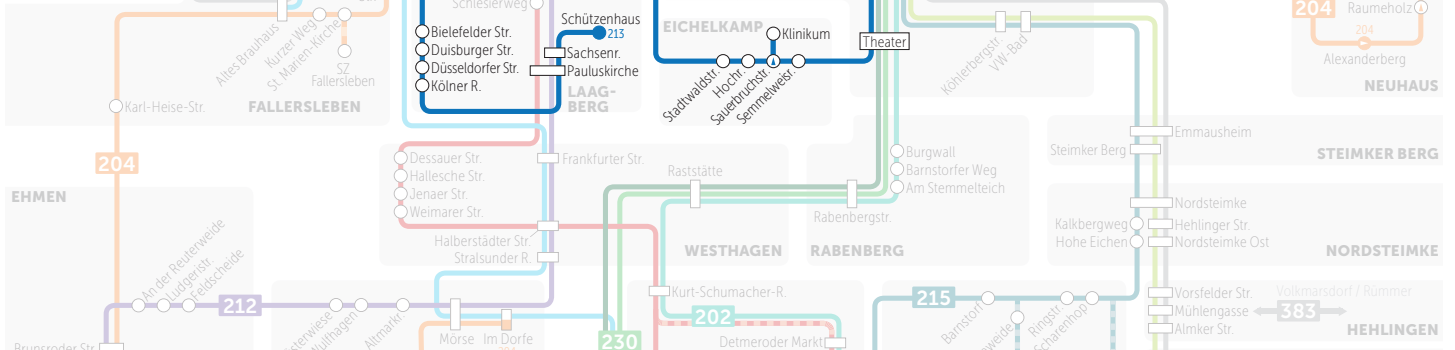 Schlesierweg
Altes Brauhaus
Kurzer Weg
St. Marien-Kirche
SZ
Fallersleben
Karl-Heise-Str.
FALLERSLEBEN
204
EHMEN
An der Reuterweide
Ludgeristr.
Feldscheide
212
Brunsroder Str.
Bielefelder Str.
Duisburger Str.
Düsseldorfer Str.
Kölner R.
Schützenhaus
213
Sachsenr.
Pauluskirche
LAAG-
BERG
EICHELKAMP
Klinikum
Stadtwaldstr.
Hochr.
Sauerbruchstr.
Semmelweisr.
Theater
Köhlerbergstr.
VW-Bad
204
Raumeholz
204
Alexanderberg
NEUHAUS
Dessauer Str.
Hallesche Str.
Jenaer Str.
Weimarer Str.
Frankfurter Str.
Halberstädter Str.
Stralsunder R.
Raststätte
WESTHAGEN
Burgwall
Barnstorfer Weg
Am Stemmelteich
Rabenbergstr.
RABENBERG
Emmausheim
Steimker Berg
STEIMKER BERG
Nordsteimke
Kalkbergweg
Hehlinger Str.
Hohe Eichen
Nordsteimke Ost
NORDSTEIMKE
Wulfhagen
Altmarkr.
Mörse
Im Dorfe
230
Kurt-Schumacher-R.
202
Detmeroder Markt
215
Barnstorf
Ringstr.
Scharenhop
Vorsfelder Str.
Mühlengasse
Almker Str.
Volkmarsdorf / Rümmer
383
HEHLINGEN